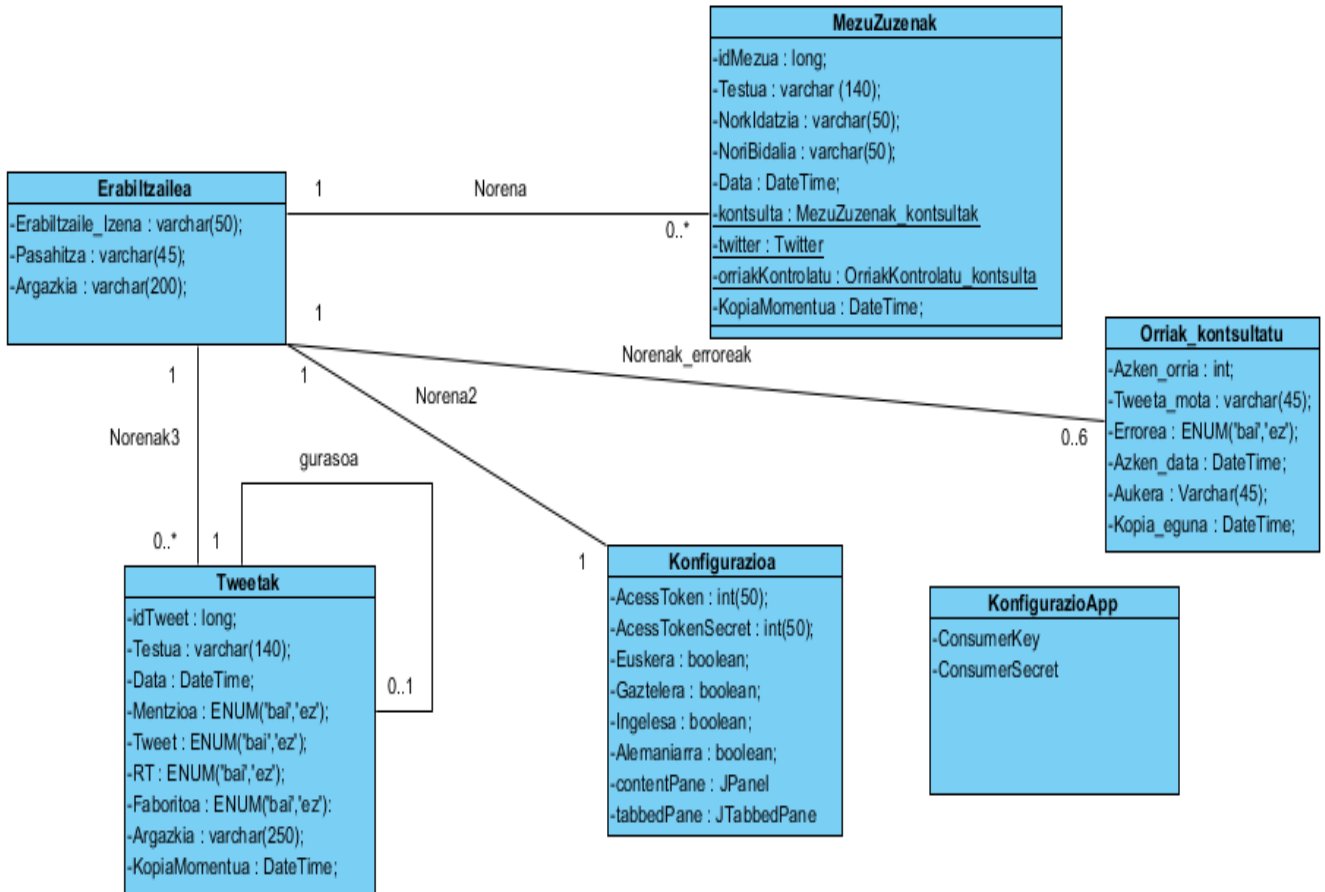 MezuZuzenak
-idMezua : long;
-Testua : varchar (140);
-NorkIdatzia : varchar(50);
-NoriBidalia : varchar(50);
-Data : DateTime;
-kontsulta : MezuZuzenak_kontsultak
-twitter : Twitter
-orriakKontrolatu : OrriakKontrolatu_kontsulta
-KopiaMomentua : DateTime;
Erabiltzailea
-Erabiltzaile_Izena : varchar(50);
-Pasahitza : varchar(45);
-Argazkia : varchar(200);
1
Norena
0..*
1
Norenak_erroreak
0..6
Orriak_kontsultatu
-Azken_orria : int;
-Tweeta_mota : varchar(45);
-Errorea : ENUM('bai','ez');
-Azken_data : DateTime;
-Aukera : Varchar(45);
-Kopia_eguna : DateTime;
1
Norena2
1
1
Norenak3
0..*
gurasoa
1
0..1
Tweetak
-idTweet : long;
-Testua : varchar(140);
-Data : DateTime;
-Mentzioa : ENUM('bai','ez');
-Tweet : ENUM('bai','ez');
-RT : ENUM('bai','ez');
-Faboritoa : ENUM('bai','ez'):
-Argazkia : varchar(250);
-KopiaMomentua : DateTime;
Konfigurazioa
-AcessToken : int(50);
-AcessTokenSecret : int(50);
-Euskera : boolean;
-Gaztelera : boolean;
-Ingelesa : boolean;
-Alemaniarra : boolean;
-contentPane : JPanel
-tabbedPane : JTabbedPane
KonfigurazioApp
-ConsumerKey
-ConsumerSecret